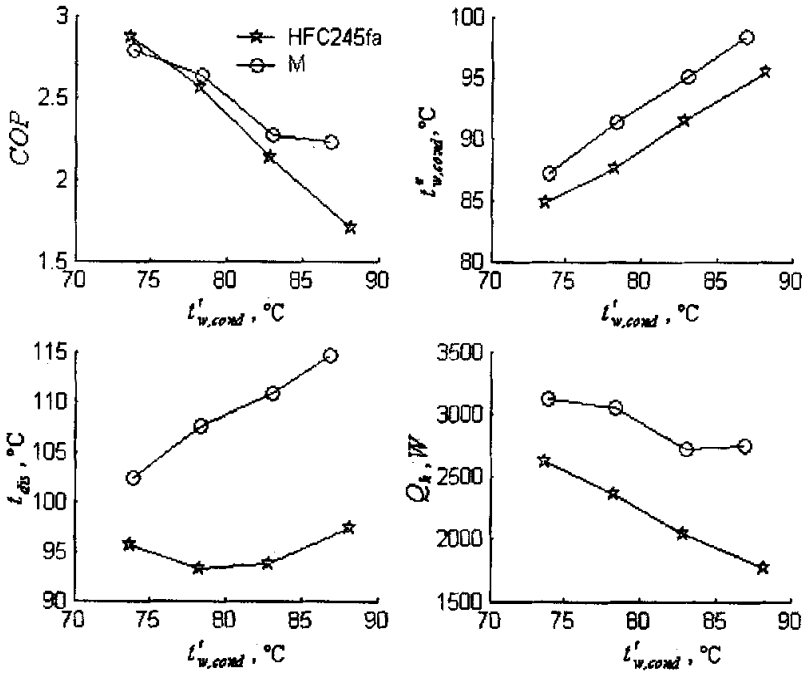 HFC245fa
M
COP
3
2.5
2
1.5
70 75 80 85 90
t'w,cond, °C
t"w,cond, °C
100
95
90
85
80
70 75 80 85 90
t'w,cond, °C
tdis, °C
115
110
105
100
95
90
70 75 80 85 90
t'w,cond, °C
Qk, W
3500
3000
2500
2000
1500
70 75 80 85 90
t'w,cond, °C